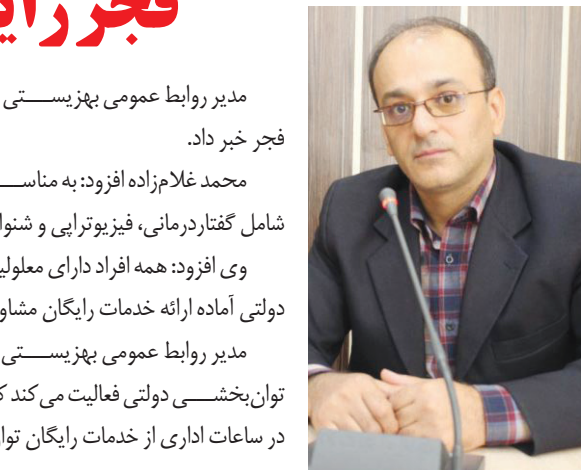 فجر رای
مدیر روابط عمومی بهزیستی
فجر خبر داد.
محمد غلام‌زاده افزود: به مناسـ
شامل گفتاردرمانی، فیزیوتراپی و شنوا
وی افزود: همه افراد دارای معلولی
دولتی آماده ارائه خدمات رایگان مشاو
مدیر روابط عمومی بهزیستی
توان‌بخشی دولتی فعالیت می‌کند ک
در ساعات اداری از خدمات رایگان توا